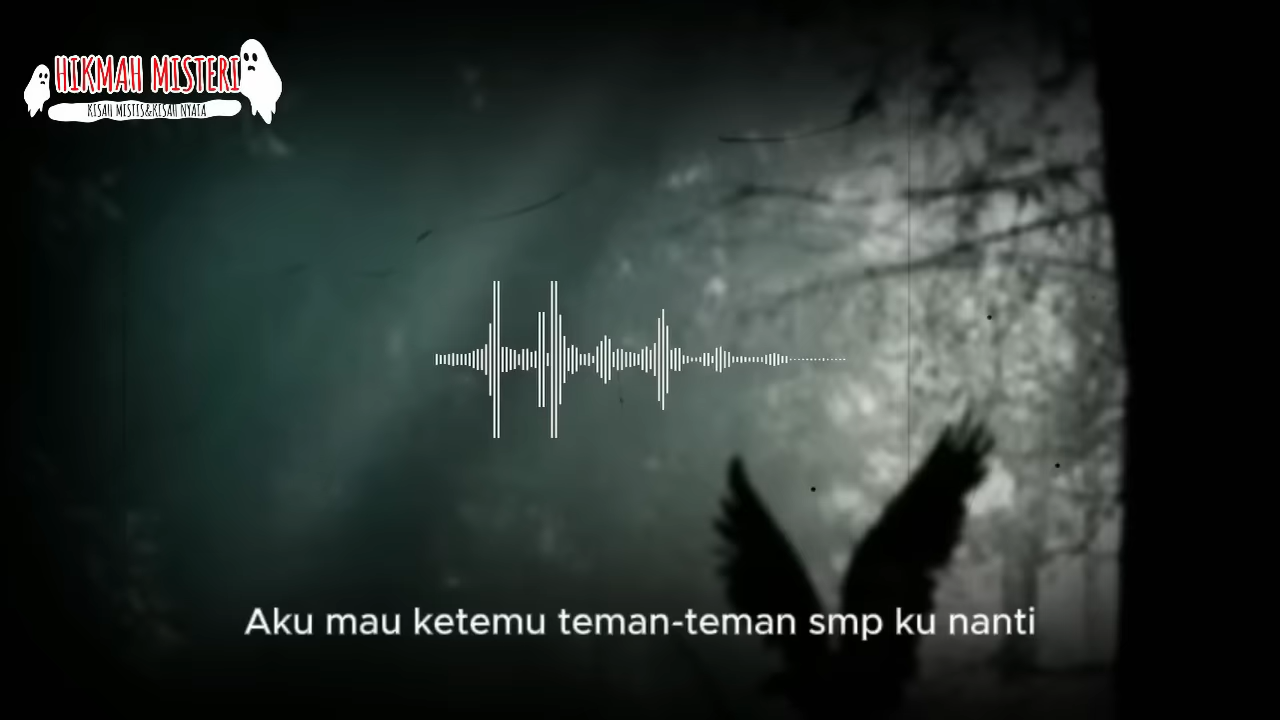 HIKMAH MISTERI
KISAH MISTIS&KISAH NYATA
Aku mau ketemu teman-teman smp ku nanti